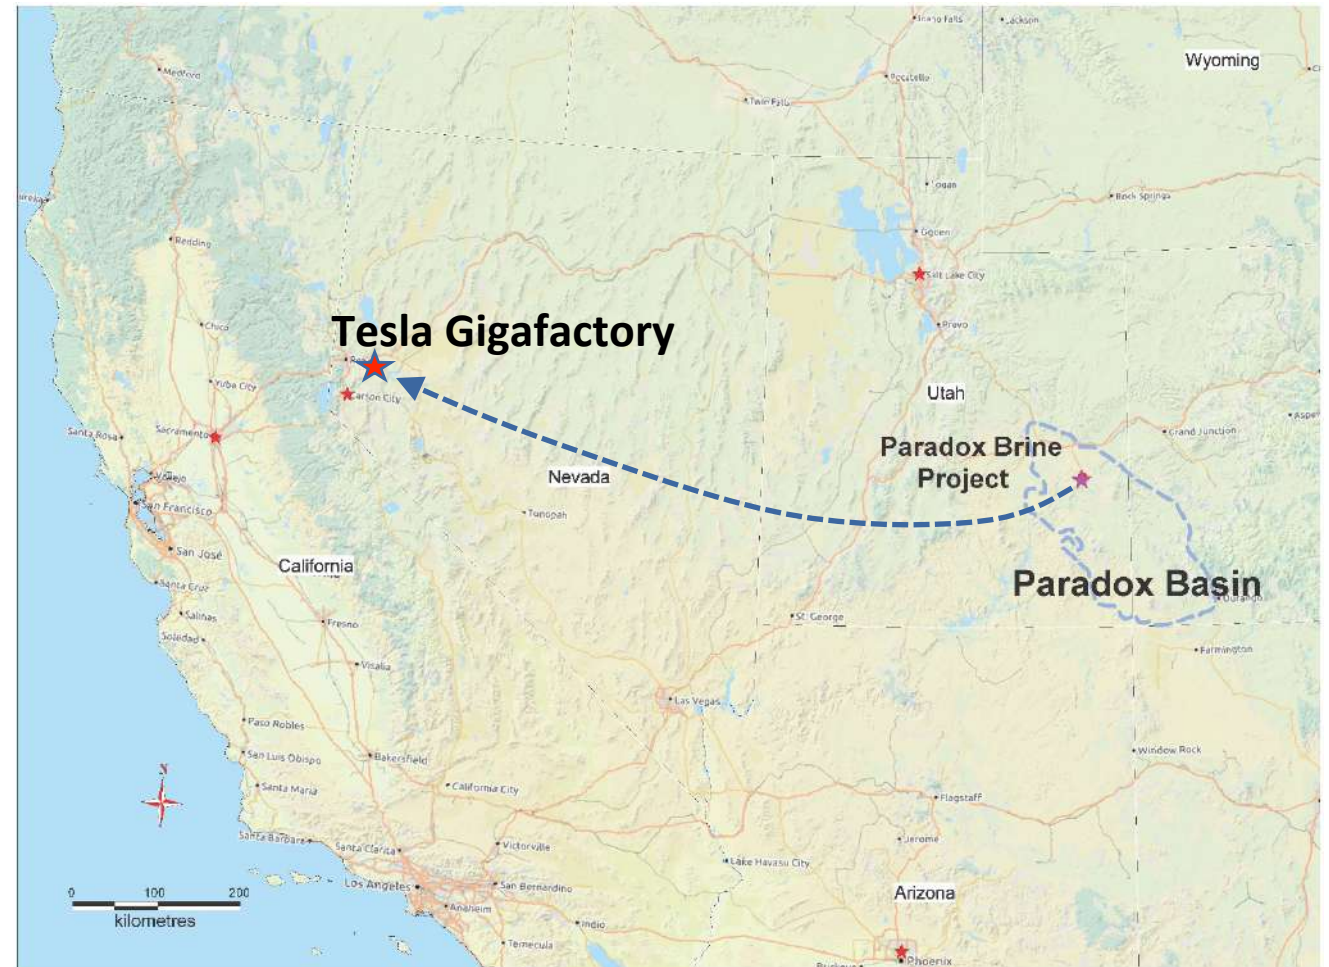 Idaho Falls
Jackson
Wyoming
Medford
Pocatello
Twin Falls
Logan
Rock Springs
Redding
Ogden
Salt Lake City
Chico
Provo
Tesla Gigafactory
Yuba City
Carson City
Utah
Santa Rosa
Sacramento
Grand Junction
Paradox Brine
Project
Vallejo
Nevada
San Francisco
Tonopah
San José
California
Santa Cruz
Paradox Basin
Durango
Salinas
St. George
Fresno
Soledad
Farmington
Visalia
Las Vegas
Paso Robles
Window Rock
San Luis Obispo
Bakersfield
N
Santa Maria
California City
Flagstaff
Santa Barbara
Santa Clarita
Victorville
Jerome
Lake Havasu City
Los Angeles
San Bernardino
Arizona
0 100 200
kilometres
Anaheim
Indio
Temecula
Phoenix